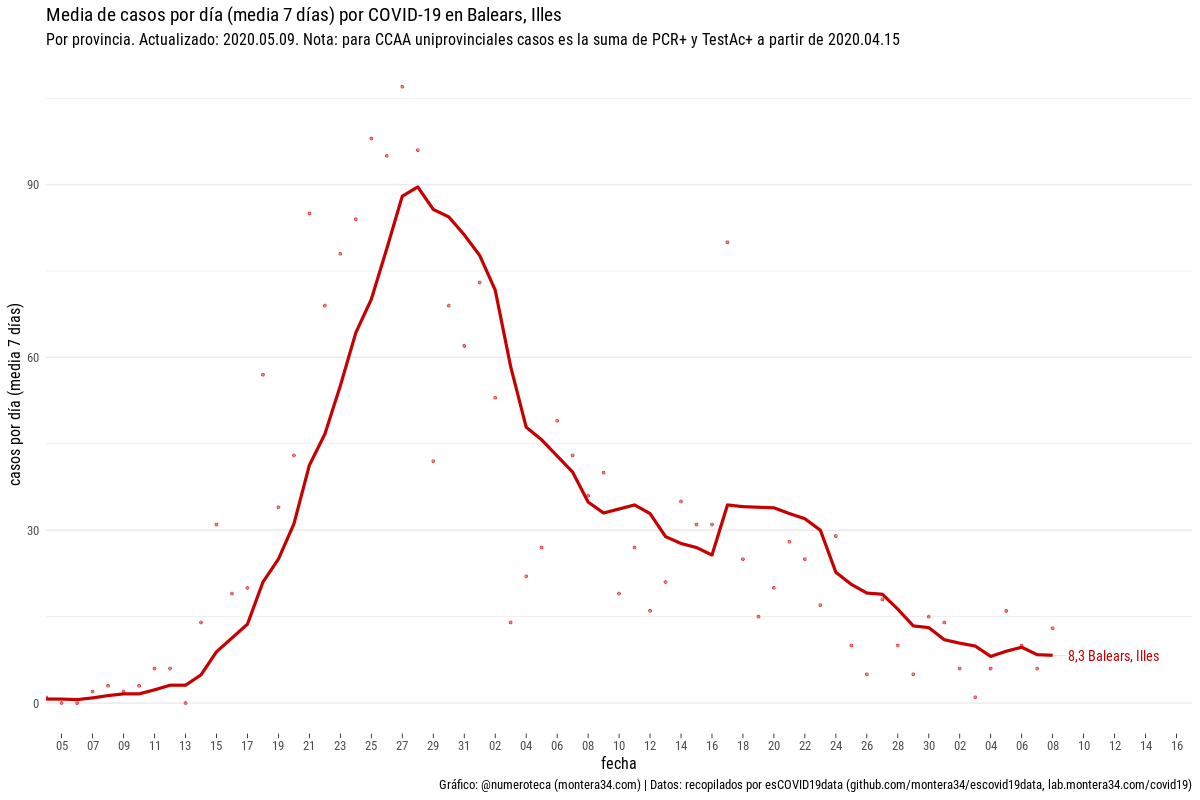 Media de casos por día (media 7 días) por COVID-19 en Balears, Illes
Por provincia. Actualizado: 2020.05.09. Nota: para CCAA uniprovinciales casos es la suma de PCR+ y TestAc+ a partir de 2020.04.15
casos por día (media 7 días)
90
60
30
0
8,3 Balears, Illes
05 07 09 11 13 15 17 19 21 23 25 27 29 31 02 04 06 08 10 12 14 16 18 20 22 24 26 28 30 02 04 06 08 10 12 14 16
fecha
Gráfico: @numeroteca (montera34.com) | Datos: recopilados por esCOVID19data (github.com/montera34/escovid19data, lab.montera34.com/covid19)